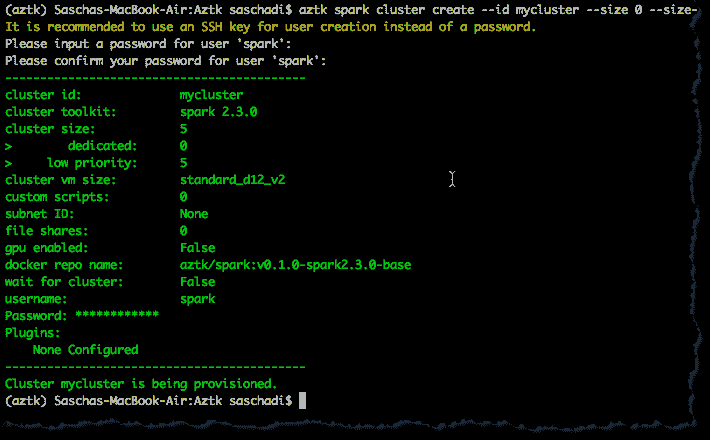 (aztk) Saschas-MacBook-Air:Aztk saschadi$ aztk spark cluster create --id mycluster --size 0 --size-
It is recommended to use an SSH key for user creation instead of a password.
Please input a password for user 'spark':
Please confirm your password for user 'spark':
-------------------------------------------
cluster id:              mycluster
cluster toolkit:         spark 2.3.0
cluster size:            5
>        dedicated:      0
>     low priority:      5
cluster vm size:         standard_d12_v2
custom scripts:          0
subnet ID:               None
file shares:             0
gpu enabled:             False
docker repo name:        aztk/spark:v0.1.0-spark2.3.0-base
wait for cluster:        False
username:                spark
Password: ************
Plugins:
    None Configured
-------------------------------------------
Cluster mycluster is being provisioned.
(aztk) Saschas-MacBook-Air:Aztk saschadi$